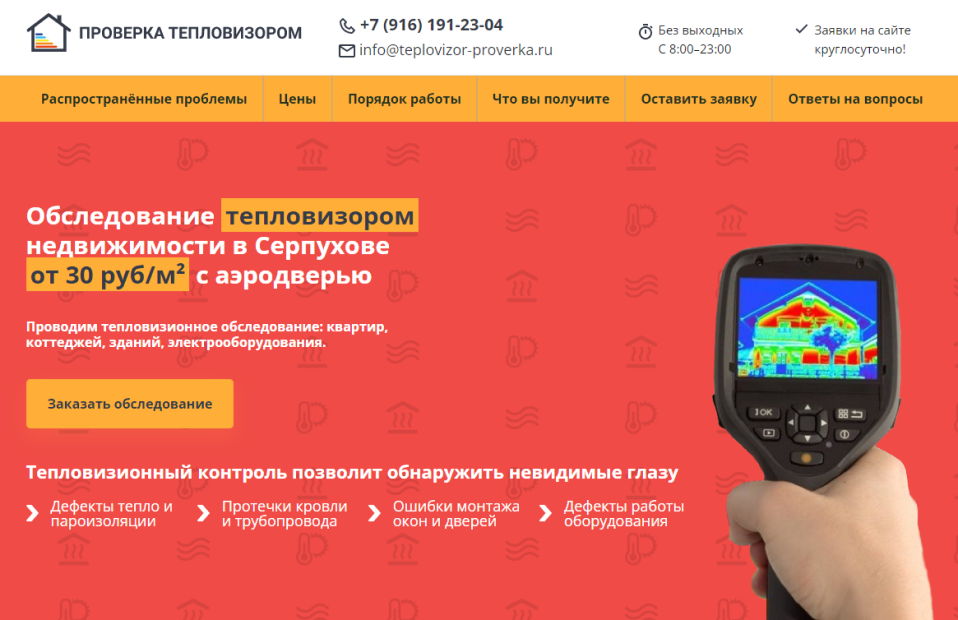 ПРОВЕРКА ТЕПЛОВИЗОРОМ
+7 (916) 191-23-04
info@teplovizor-proverka.ru
Без выходных
С 8:00–23:00
Заявки на сайте
круглосуточно!
Распространённые проблемы
Цены
Порядок работы
Что вы получите
Оставить заявку
Ответы на вопросы
Обследование тепловизором
недвижимости в Серпухове
от 30 руб/м² с аэродверью
Проводим тепловизионное обследование: квартир,
коттеджей, зданий, электрооборудования.
Заказать обследование
OK
Тепловизионный контроль позволит обнаружить невидимые глазу
Дефекты тепло и
пароизоляции
Протечки кровли
и трубопровода
Ошибки монтажа
окон и дверей
Дефекты работы
оборудования